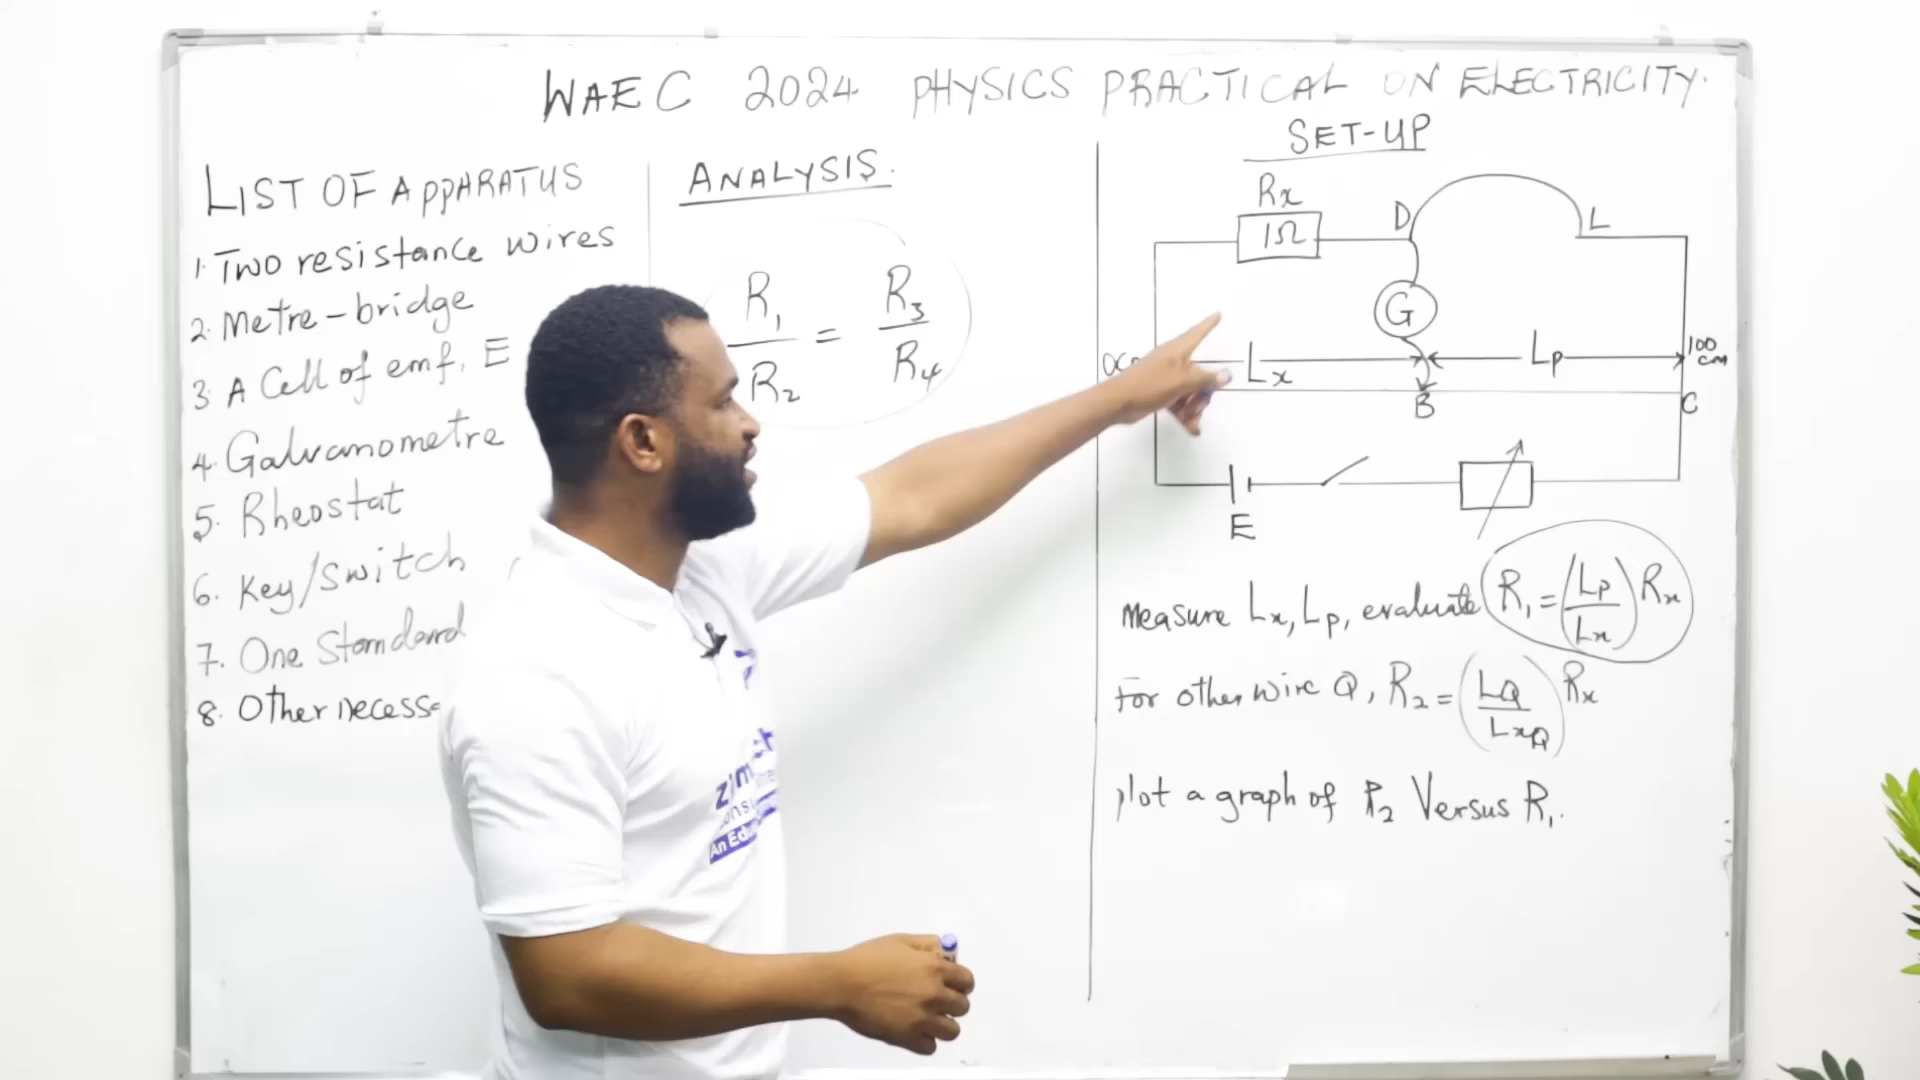 WAEC 2024 PHYSICS PRACTICAL ON ELECTRICITY.
LIST OF APPARATUS
1. Two resistance wires
2. Metre-bridge
3. A Cell of emf, E
4. Galvanometre
5. Rheostat
6. Key/Switch
7. One Standard
8. Other necess
ANALYSIS.
R1/R2 = R3/R4
SET-UP
Rx
1Ω
D
L
G
Lx
Lp
100 cm
B
C
E
Measure Lx, Lp, evaluate R1 = (Lp/Lx) Rx
For other wire Q, R2 = (LQ/LxQ) Rx
plot a graph of R2 Versus R1.
An Edu